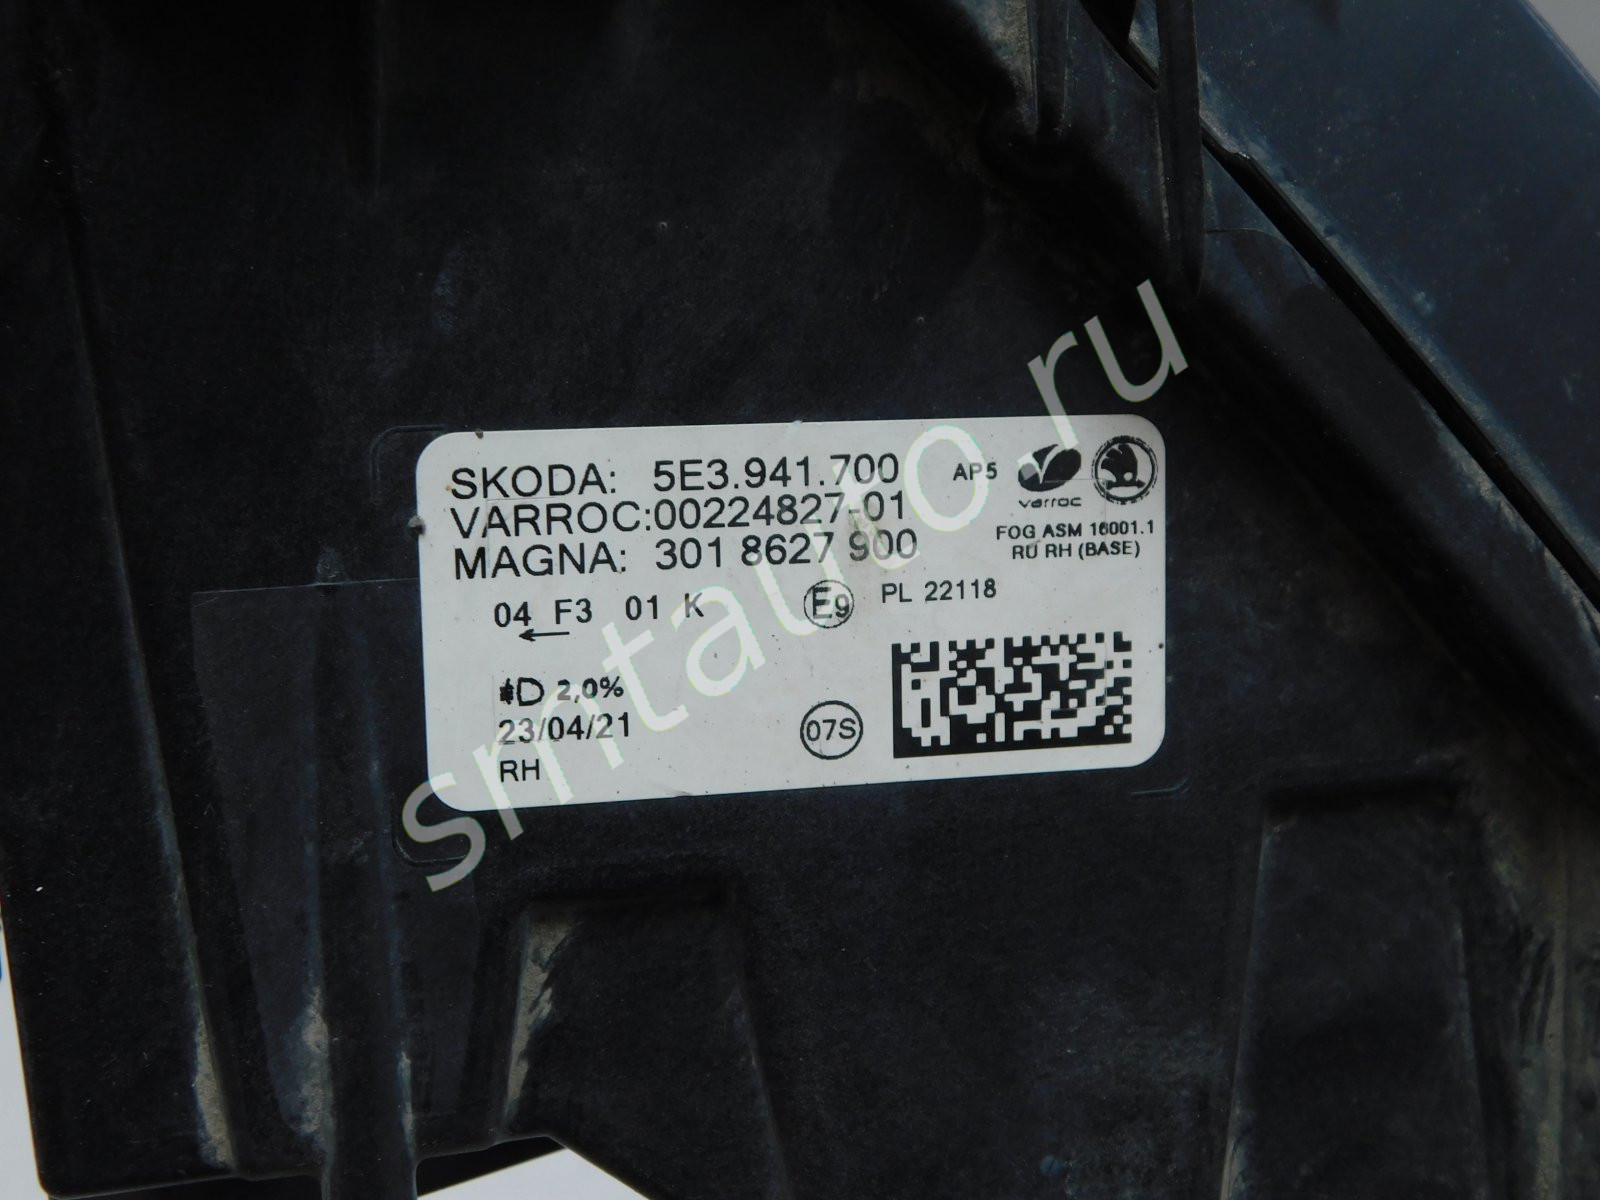 SKODA: 5E3.941.700
VARROC:00224827-01
MAGNA: 301 8627 900
AP5
varroc
FOG ASM 16001.1
RU RH (BASE)
04 F3 01 K
E9
PL 22118
2,0%
23/04/21
RH
07S
smtauto.ru